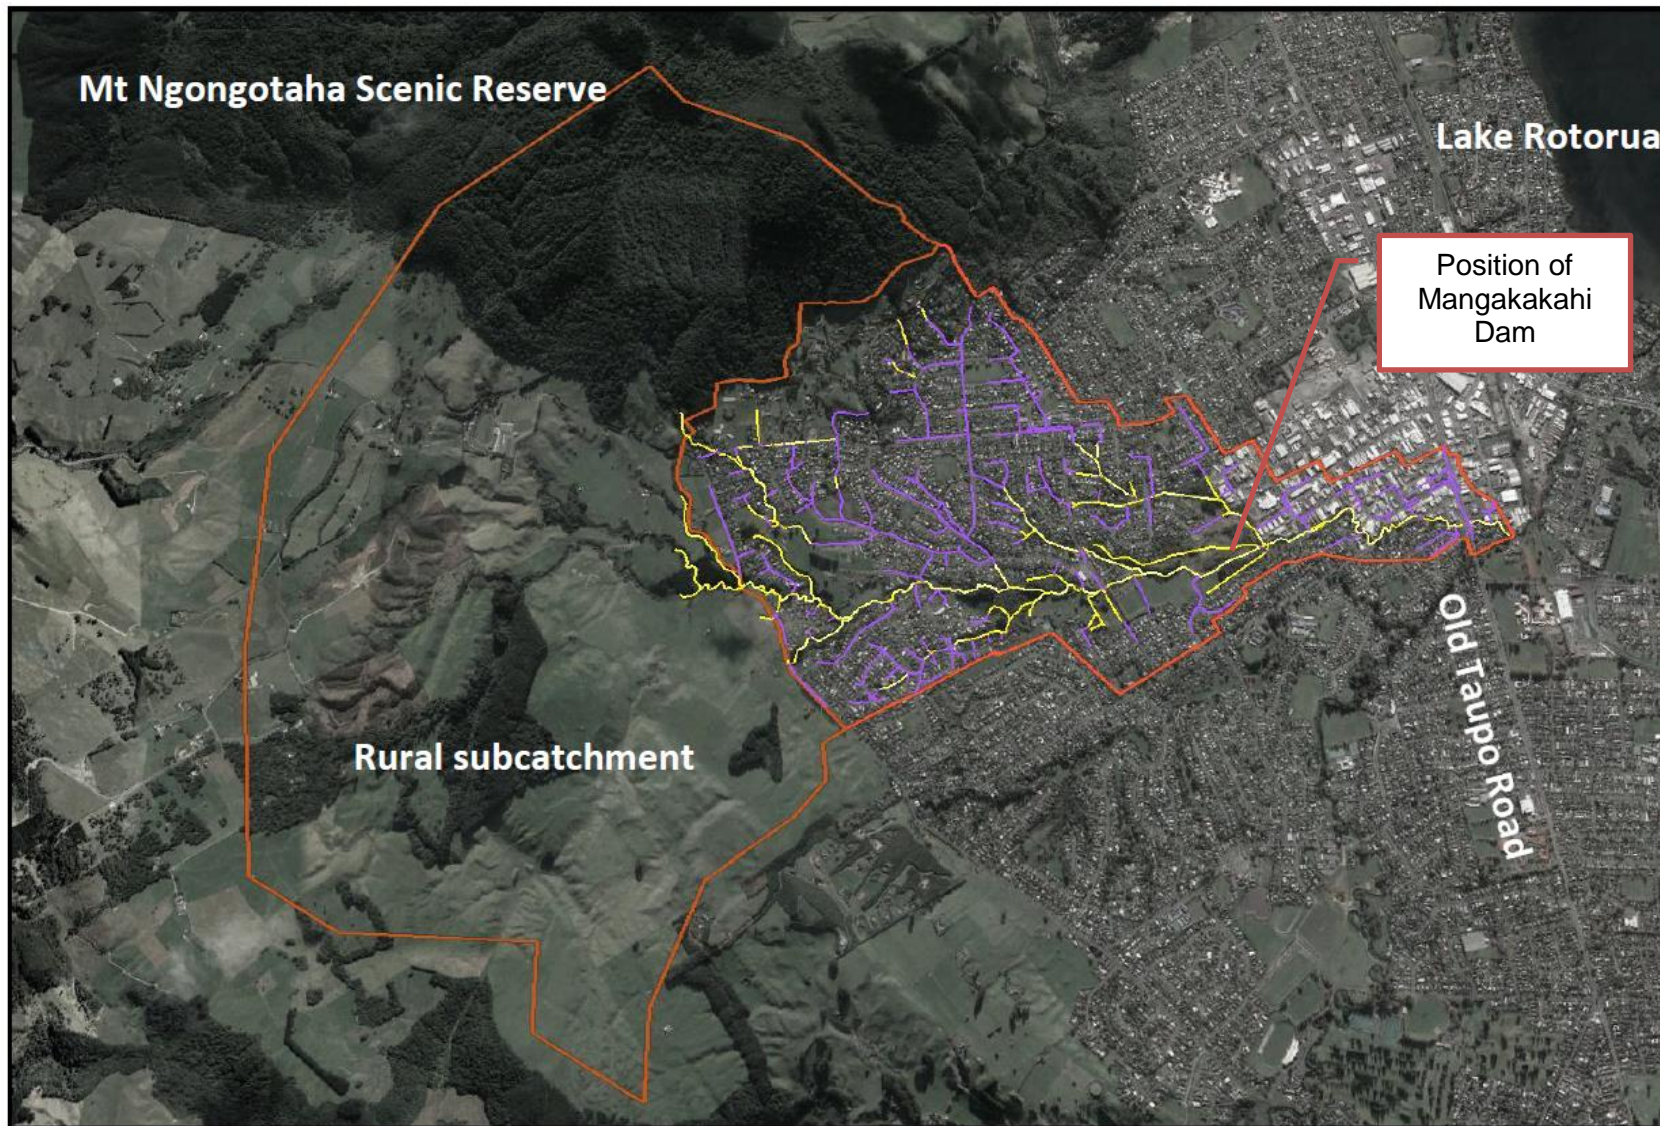 Mt Ngongotaha Scenic Reserve
Lake Rotorua
Position of
Mangakakahi
Dam
Old Taupo Road
Rural subcatchment